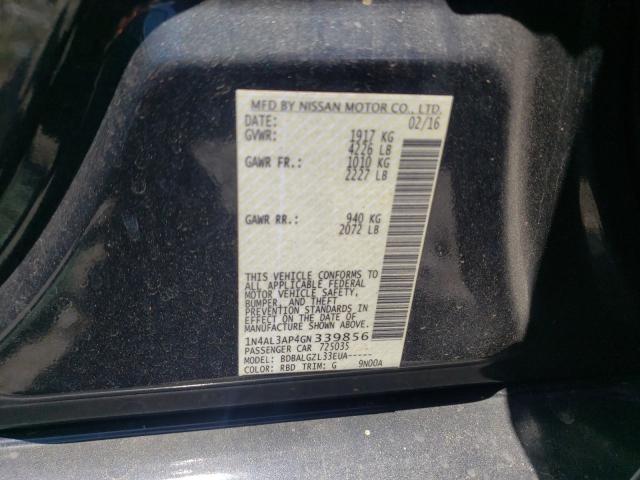 MFD BY NISSAN MOTOR CO., LTD.
DATE: 02/16
GVWR: 1917 KG
4226 LB
GAWR FR.: 1010 KG
2227 LB
GAWR RR.: 940 KG
2072 LB
THIS VEHICLE CONFORMS TO
ALL APPLICABLE FEDERAL
MOTOR VEHICLE SAFETY,
BUMPER, AND THEFT
PREVENTION STANDARDS
IN EFFECT ON THE DATE OF
MANUFACTURE SHOWN ABOVE.
1N4AL3AP4GN339856
PASSENGER CAR 725035
MODEL: BDBALGZL33EUA-----
COLOR: RBD TRIM: G 9N00A